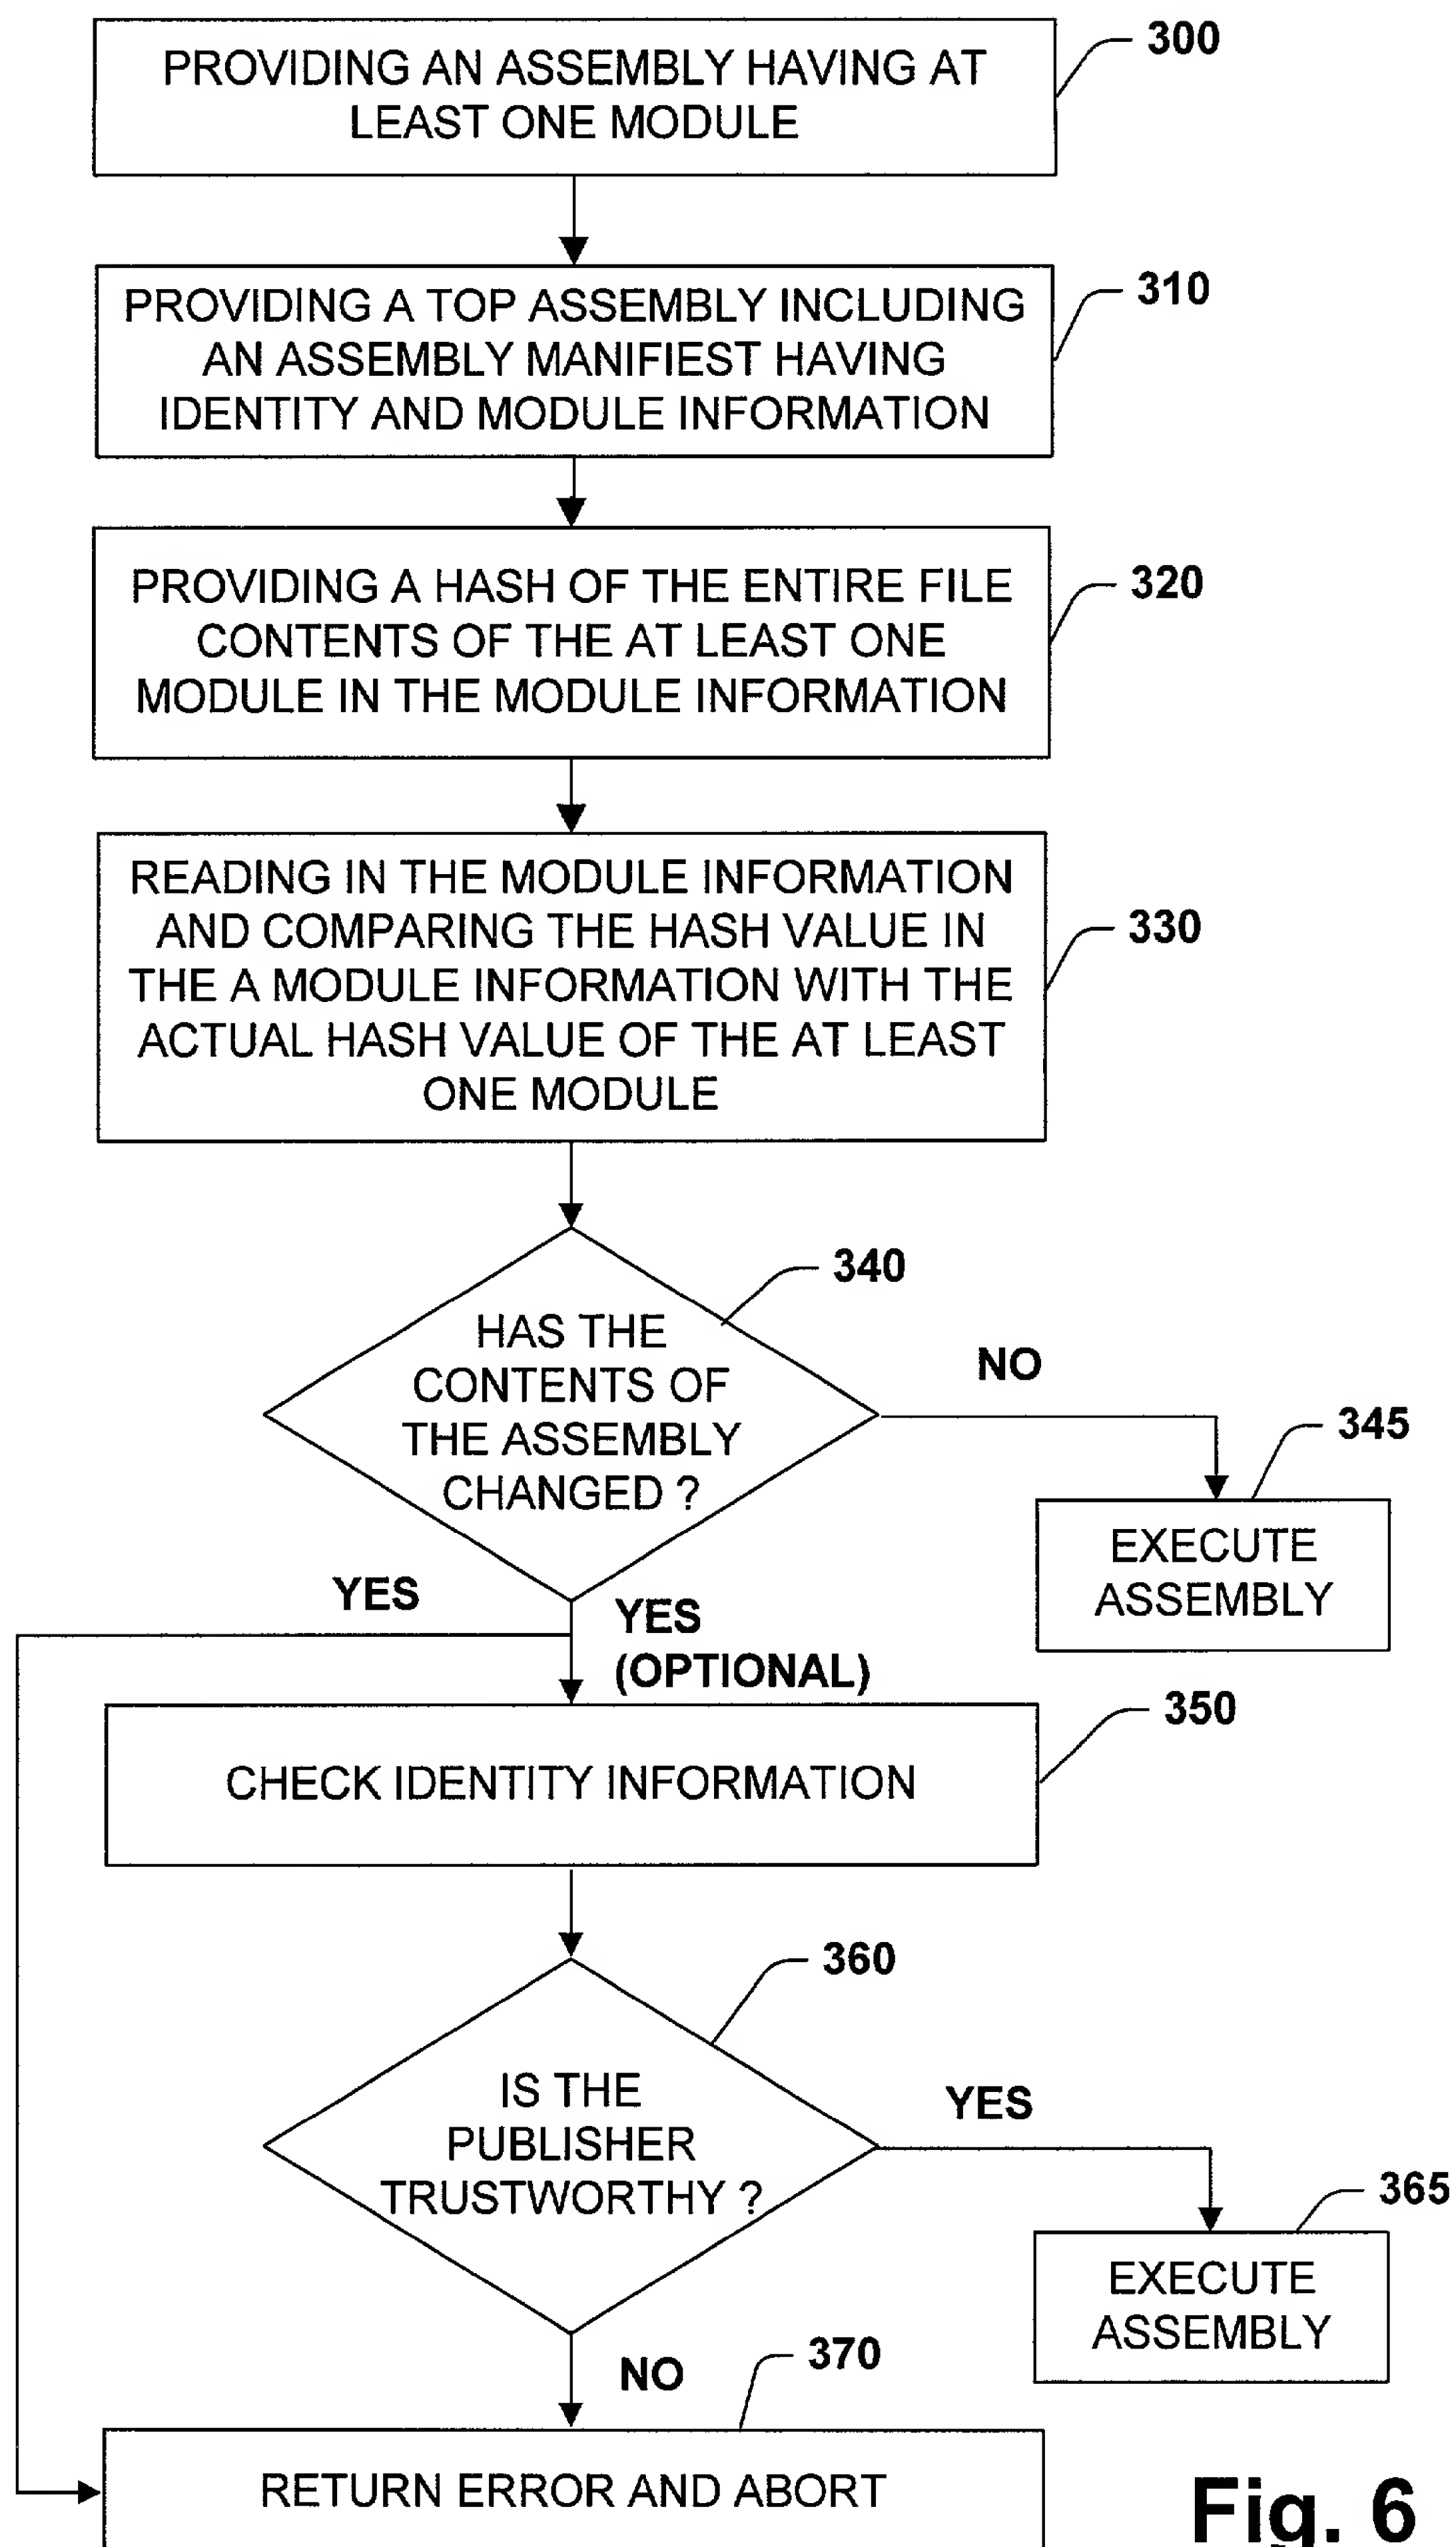 300
PROVIDING AN ASSEMBLY HAVING AT
LEAST ONE MODULE
310
PROVIDING A TOP ASSEMBLY INCLUDING
AN ASSEMBLY MANIFIEST HAVING
IDENTITY AND MODULE INFORMATION
320
PROVIDING A HASH OF THE ENTIRE FILE
CONTENTS OF THE AT LEAST ONE
MODULE IN THE MODULE INFORMATION
330
READING IN THE MODULE INFORMATION
AND COMPARING THE HASH VALUE IN
THE A MODULE INFORMATION WITH THE
ACTUAL HASH VALUE OF THE AT LEAST
ONE MODULE
340
HAS THE
CONTENTS OF
THE ASSEMBLY
CHANGED ?
NO
345
EXECUTE
ASSEMBLY
YES
YES
(OPTIONAL)
350
CHECK IDENTITY INFORMATION
360
IS THE
PUBLISHER
TRUSTWORTHY ?
YES
365
EXECUTE
ASSEMBLY
NO
370
RETURN ERROR AND ABORT
Fig. 6